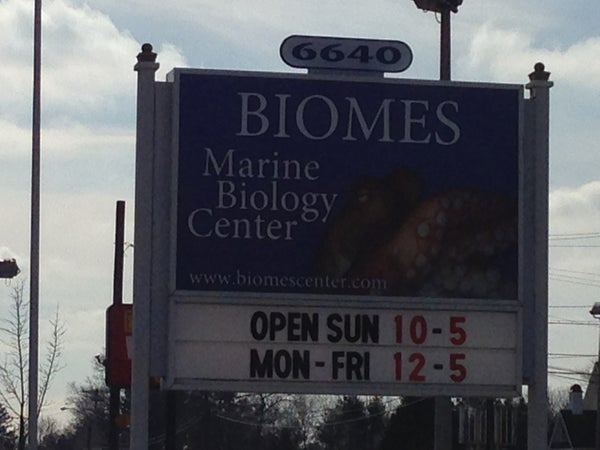 6640
BIOMES
Marine
Biology
Center
www.biomescenter.com
OPEN SUN 10-5
MON-FRI 12-5